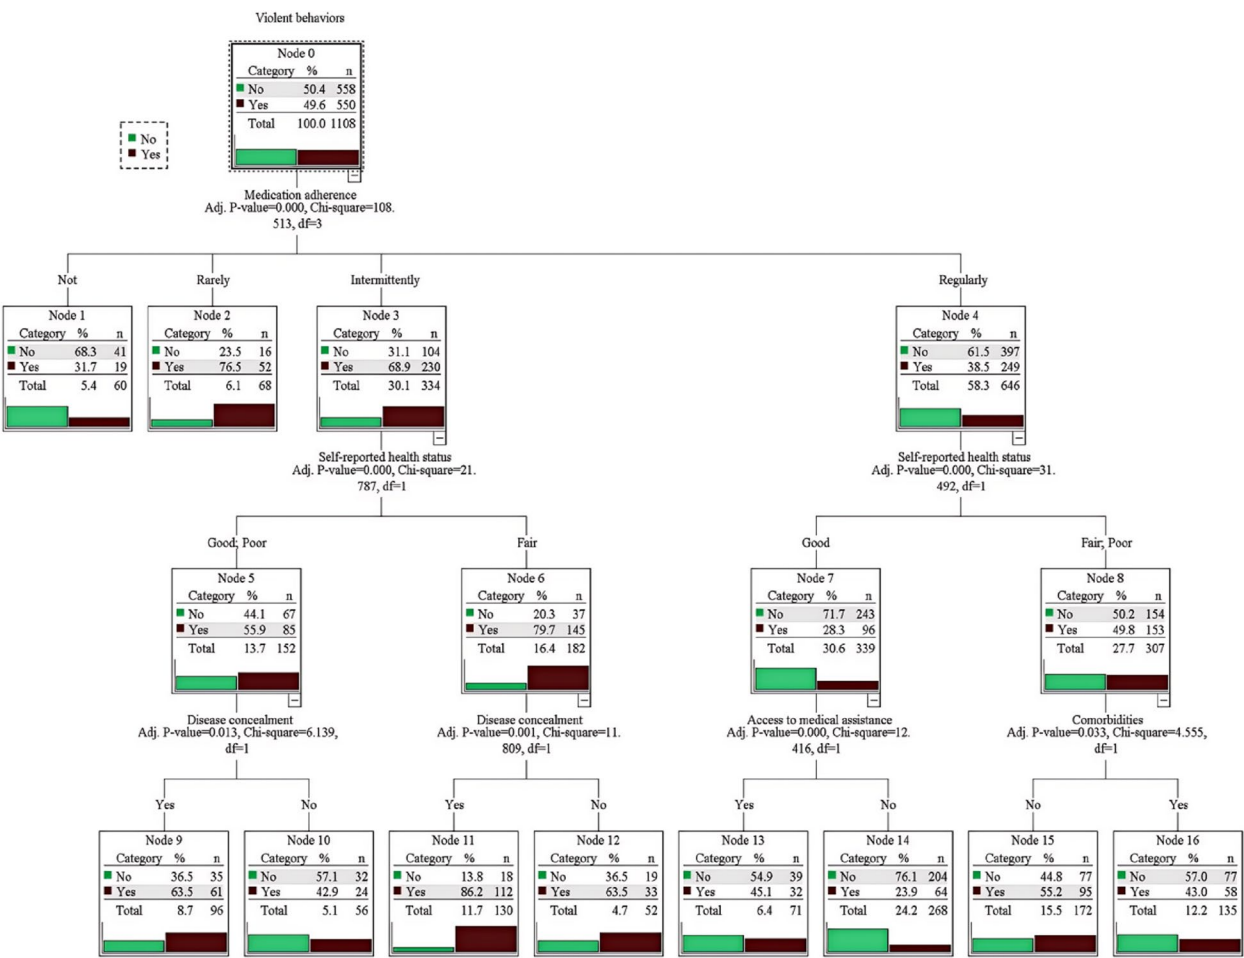 Violent behaviors
Node 0
Category % n
No 50.4 558
Yes 49.6 550
Total 100.0 1108
No
Yes
Medication adherence
Adj. P-value=0.000, Chi-square=108.
513, df=3
Not
Rarely
Intermittently
Regularly
Node 1
Category % n
No 68.3 41
Yes 31.7 19
Total 5.4 60
Node 2
Category % n
No 23.5 16
Yes 76.5 52
Total 6.1 68
Node 3
Category % n
No 31.1 104
Yes 68.9 230
Total 30.1 334
Node 4
Category % n
No 61.5 397
Yes 38.5 249
Total 58.3 646
Self-reported health status
Adj. P-value=0.000, Chi-square=21.
787, df=1
Self-reported health status
Adj. P-value=0.000, Chi-square=31.
492, df=1
Good; Poor
Fair
Good
Fair; Poor
Node 5
Category % n
No 44.1 67
Yes 55.9 85
Total 13.7 152
Node 6
Category % n
No 20.3 37
Yes 79.7 145
Total 16.4 182
Node 7
Category % n
No 71.7 243
Yes 28.3 96
Total 30.6 339
Node 8
Category % n
No 50.2 154
Yes 49.8 153
Total 27.7 307
Disease concealment
Adj. P-value=0.013, Chi-square=6.139,
df=1
Disease concealment
Adj. P-value=0.001, Chi-square=11.
809, df=1
Access to medical assistance
Adj. P-value=0.000, Chi-square=12.
416, df=1
Comorbidities
Adj. P-value=0.033, Chi-square=4.555,
df=1
Yes
No
Yes
No
Yes
No
No
Yes
Node 9
Category % n
No 36.5 35
Yes 63.5 61
Total 8.7 96
Node 10
Category % n
No 57.1 32
Yes 42.9 24
Total 5.1 56
Node 11
Category % n
No 13.8 18
Yes 86.2 112
Total 11.7 130
Node 12
Category % n
No 36.5 19
Yes 63.5 33
Total 4.7 52
Node 13
Category % n
No 54.9 39
Yes 45.1 32
Total 6.4 71
Node 14
Category % n
No 76.1 204
Yes 23.9 64
Total 24.2 268
Node 15
Category % n
No 44.8 77
Yes 55.2 95
Total 15.5 172
Node 16
Category % n
No 57.0 77
Yes 43.0 58
Total 12.2 135